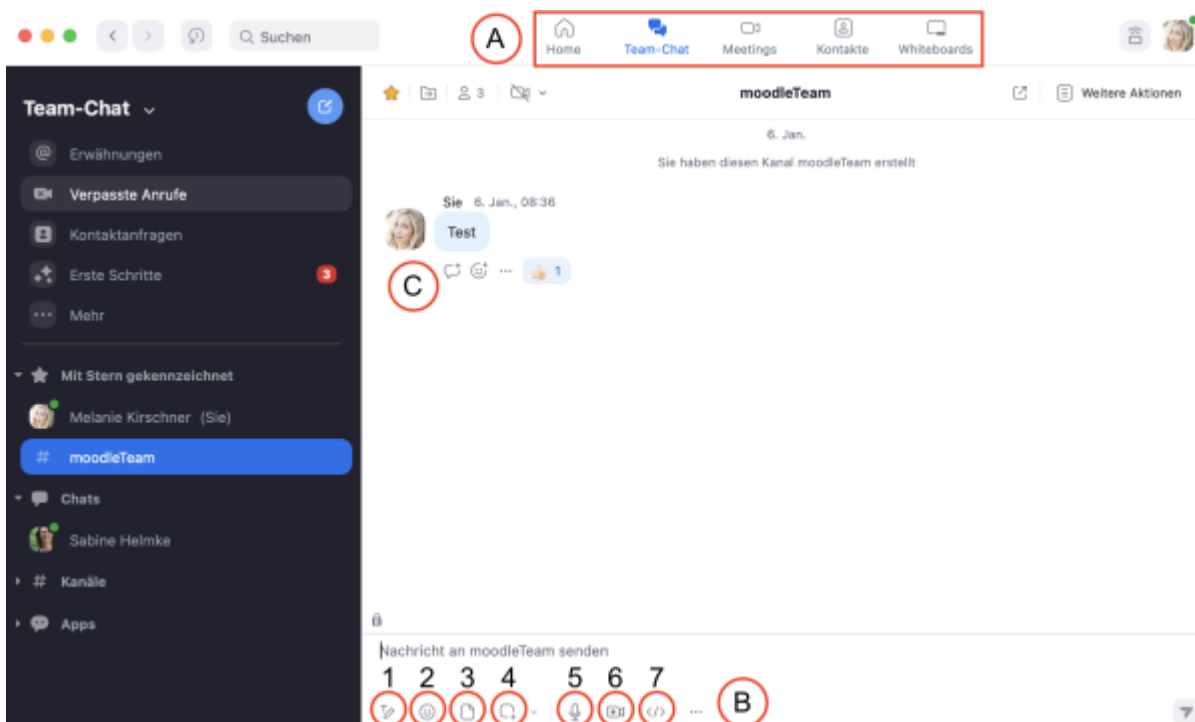 Suchen
A
Home
Team-Chat
Meetings
Kontakte
Whiteboards
Team-Chat
Erwähnungen
Verpasste Anrufe
Kontaktanfragen
Erste Schritte 3
Mehr
Mit Stern gekennzeichnet
Melanie Kirschner (Sie)
# moodleTeam
Chats
Sabine Helmke
# Kanäle
Apps
3
moodleTeam
Weitere Aktionen
6. Jan.
Sie haben diesen Kanal moodleTeam erstellt
Sie 6. Jan., 08:36
Test
C
1
Nachricht an moodleTeam senden
1 2 3 4 5 6 7
B